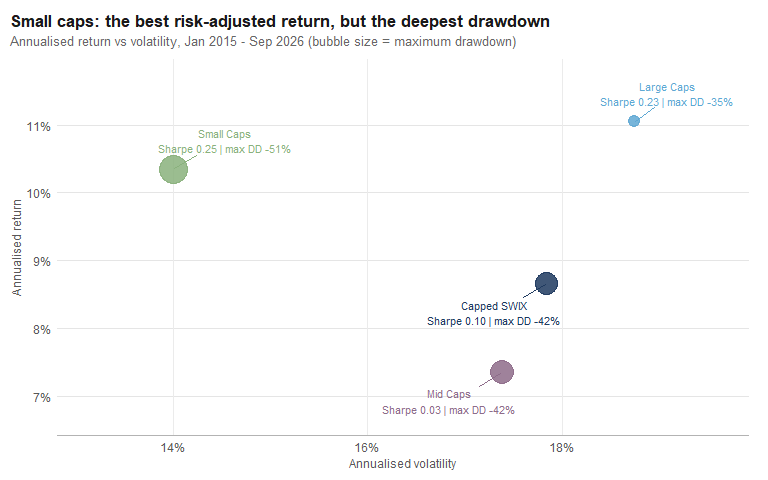 Small caps: the best risk-adjusted return, but the deepest drawdown
Annualised return vs volatility, Jan 2015 - Sep 2026 (bubble size = maximum drawdown)
Large Caps
Sharpe 0.23 | max DD -35%
Small Caps
Sharpe 0.25 | max DD -51%
Capped SWIX
Sharpe 0.10 | max DD -42%
Mid Caps
Sharpe 0.03 | max DD -42%
Annualised return
11%
10%
9%
8%
7%
14%
16%
18%
Annualised volatility